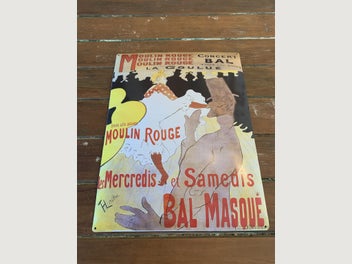 MOULIN ROUGE CONCERT
MOULIN ROUGE BAL
MOULIN ROUGE
LA GOULUE
MOULIN ROUGE
les Mercredis et Samedis
BAL MASQUÉ